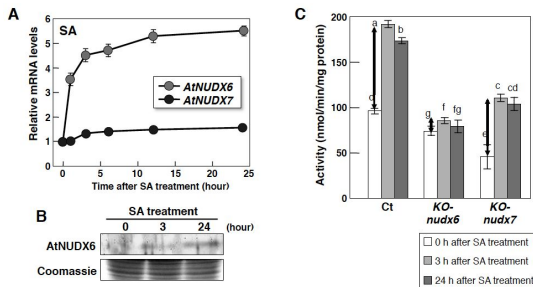 A
SA
Relative mRNA levels
6
5
4
3
2
1
0
AtNUDX6
AtNUDX7
0 5 10 15 20 25
Time after SA treatment (hour)
B
SA treatment
0 3 24 (hour)
AtNUDX6
Coomassie
C
Activity (nmol/min/mg protein)
200
150
100
50
0
a
b
d
g
f
fg
c
cd
e
Ct
KO-nudx6
KO-nudx7
0 h after SA treatment
3 h after SA treatment
24 h after SA treatment